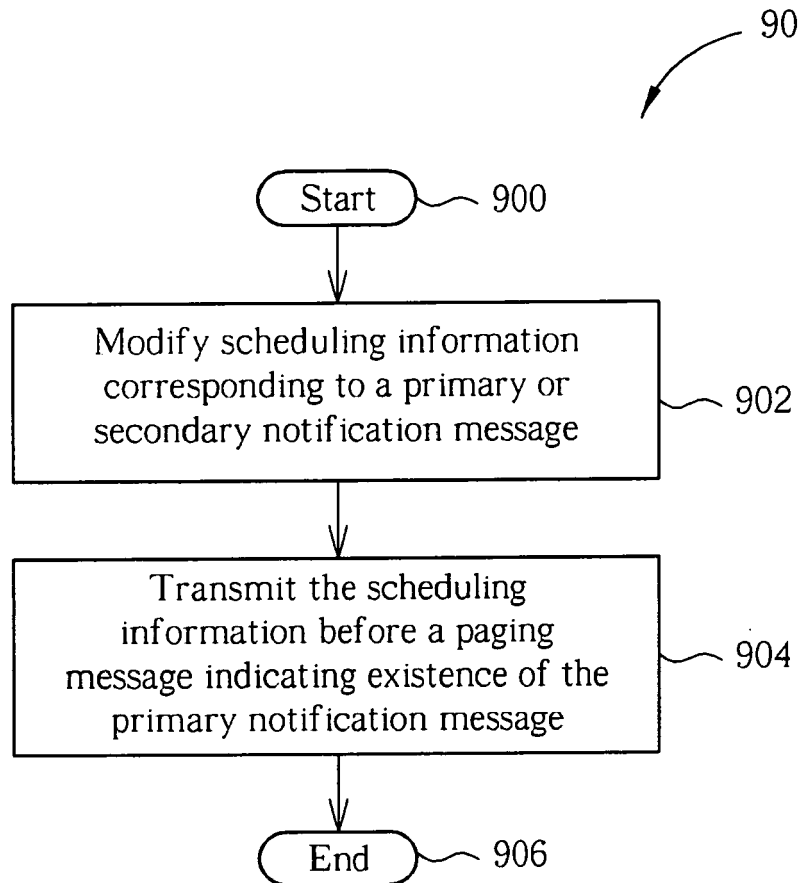 90
Start
900
Modify scheduling information
corresponding to a primary or
secondary notification message
902
Transmit the scheduling
information before a paging
message indicating existence of the
primary notification message
904
End
906